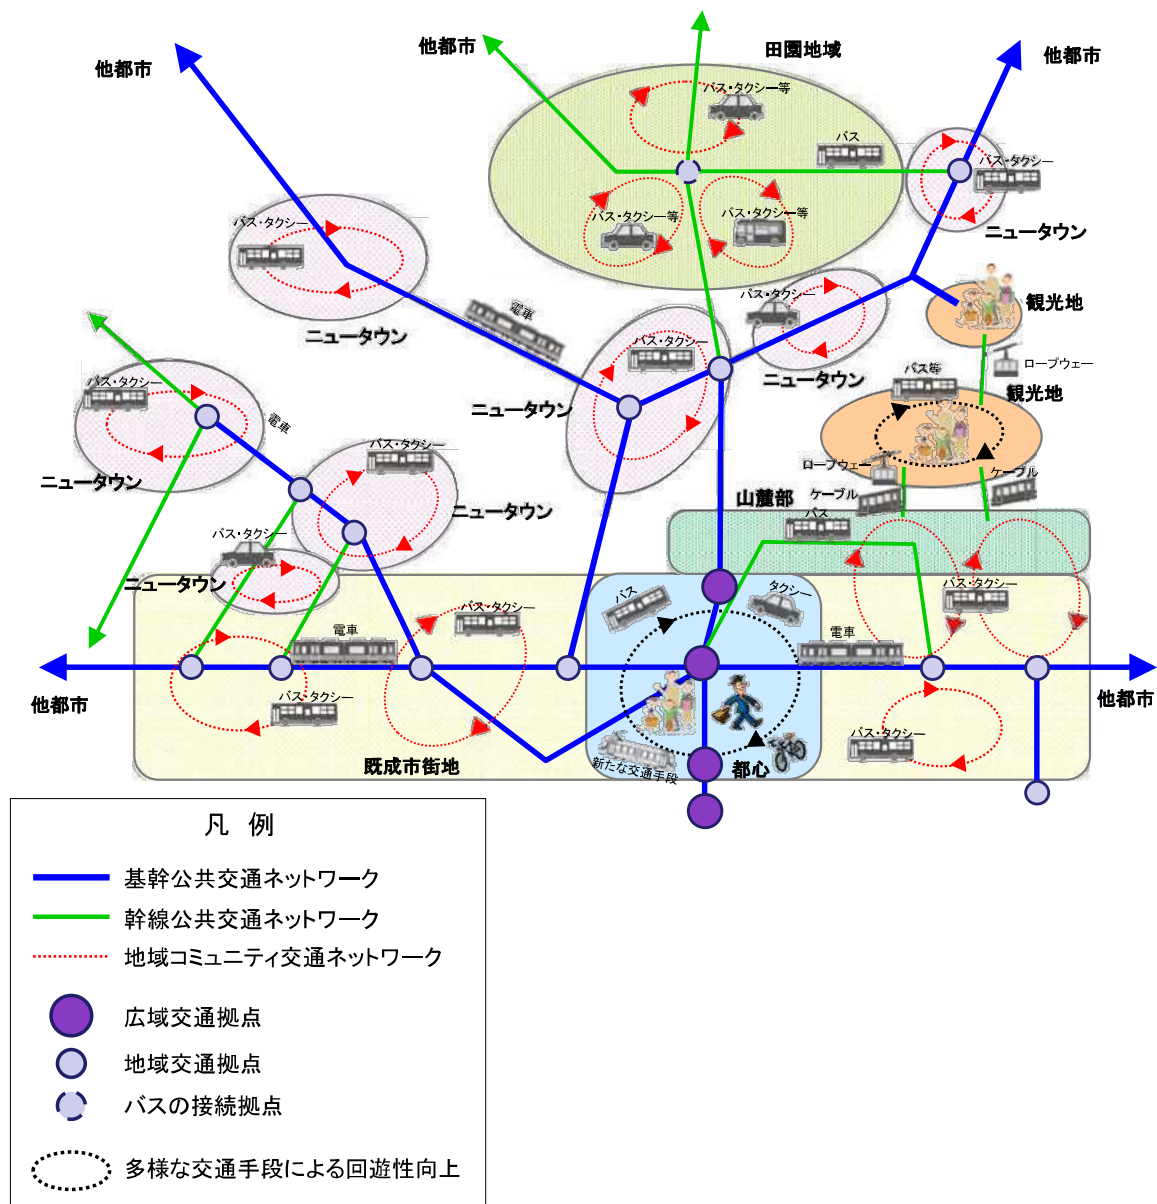 他都市
他都市
田園地域
他都市
バス・タクシー等
バス
バス・タクシー
バス・タクシー
バス・タクシー等
バス・タクシー等
ニュータウン
電車
バス・タクシー
観光地
ニュータウン
バス・タクシー
ロープウェー
バス・タクシー
バス等
観光地
ニュータウン
ニュータウン
電車
バス・タクシー
ロープウェー
ケーブル
ニュータウン
ケーブル
山麓部
ニュータウン
バス
バス・タクシー
ニュータウン
バス
タクシー
バス・タクシー
バス・タクシー
電車
電車
他都市
バス・タクシー
他都市
バス・タクシー
既成市街地
新たな交通手段
都心
凡 例
基幹公共交通ネットワーク
幹線公共交通ネットワーク
地域コミュニティ交通ネットワーク
広域交通拠点
地域交通拠点
バスの接続拠点
多様な交通手段による回遊性向上